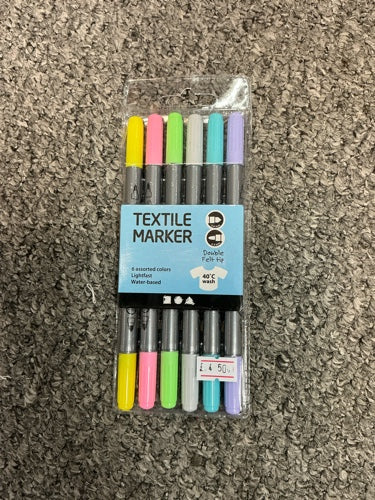 TEXTILE
MARKER
Double
Felt tip
6 assorted colors
Lightfast
Water-based
40°C
wash
£4.50